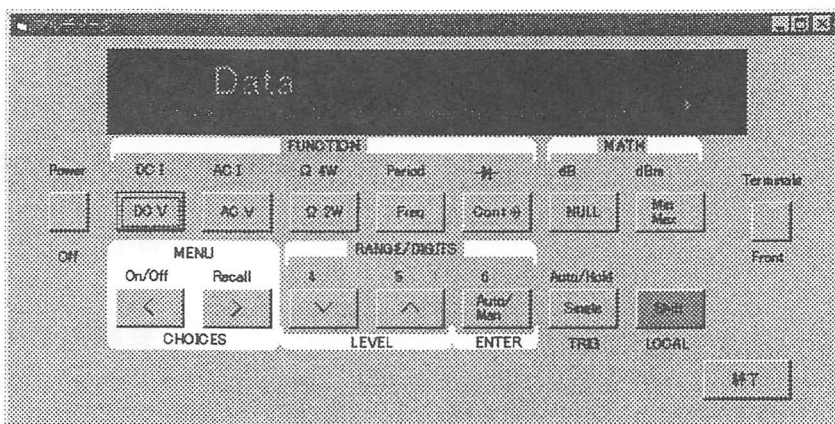 Data
FUNCTION MATH
Power DC I AC I Ω 4W Period dB dBm Terminals
DC V AC V Ω 2W Freq Cont NULL Min Max
Off MENU RANGE/DIGITS Front
On/Off Recall 4 5 6 Auto/Hold
< > Auto/Man Single Shift
CHOICES LEVEL ENTER TRIG LOCAL
終了